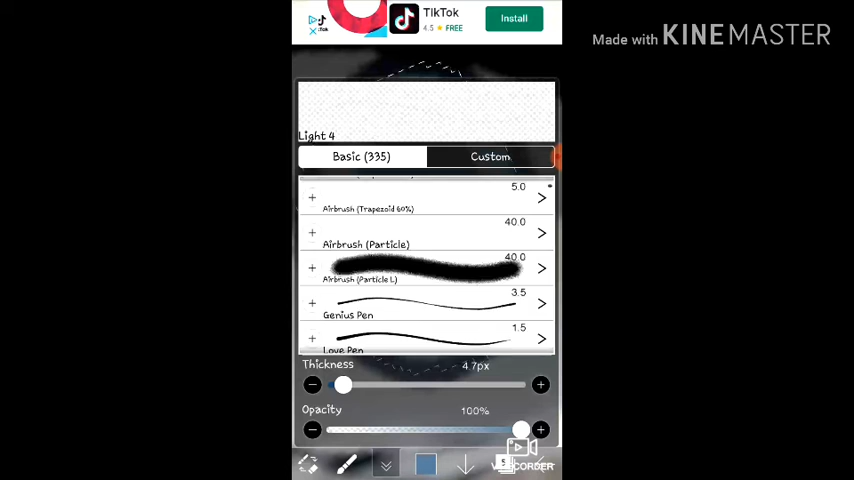 TikTok
4.5 ★ FREE
Install
Made with KINEMASTER
Light 4
Basic (335)
Custom
5.0
Airbrush (Trapezoid 60%)
40.0
Airbrush (Particle)
40.0
Airbrush (Particle L)
3.5
Genius Pen
1.5
Love Pen
Thickness
4.7px
Opacity
100%